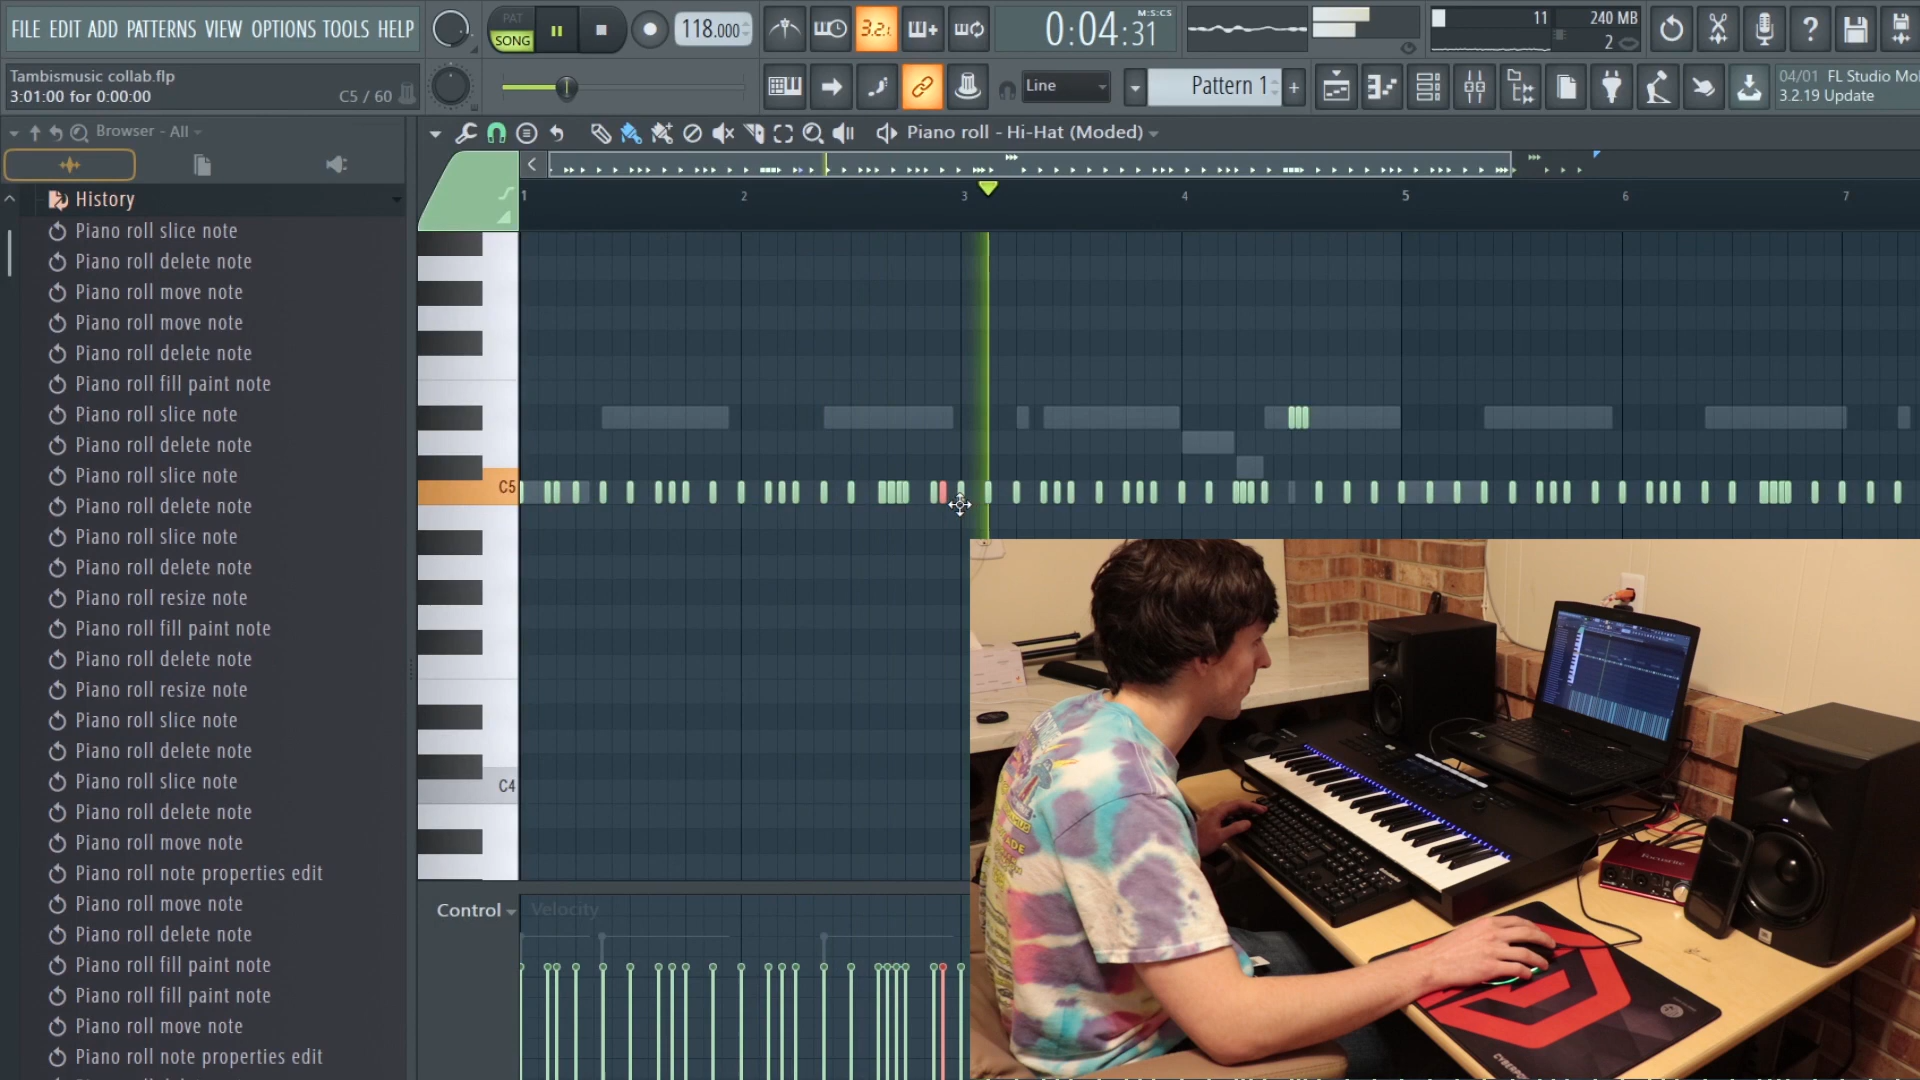 FILE EDIT ADD PATTERNS VIEW OPTIONS TOOLS HELP
PAT
SONG
118.000
3.2.
0:04:31
M:S:CS
11
240 MB
2
Tambismusic collab.flp
3:01:00 for 0:00:00
C5 / 60
Line
Pattern 1
+
04/01 FL Studio Mo
3.2.19 Update
Browser - All
Piano roll - Hi-Hat (Moded)
History
1 2 3 4 5 6 7
Piano roll slice note
Piano roll delete note
Piano roll move note
Piano roll move note
Piano roll delete note
Piano roll fill paint note
Piano roll slice note
Piano roll delete note
Piano roll slice note
Piano roll delete note
Piano roll slice note
Piano roll delete note
Piano roll resize note
Piano roll fill paint note
Piano roll delete note
Piano roll resize note
Piano roll slice note
Piano roll delete note
Piano roll slice note
Piano roll delete note
Piano roll move note
Piano roll note properties edit
Piano roll move note
Piano roll delete note
Piano roll fill paint note
Piano roll fill paint note
Piano roll move note
Piano roll note properties edit
C5
C4
Control
Velocity
Focusrite
JBL